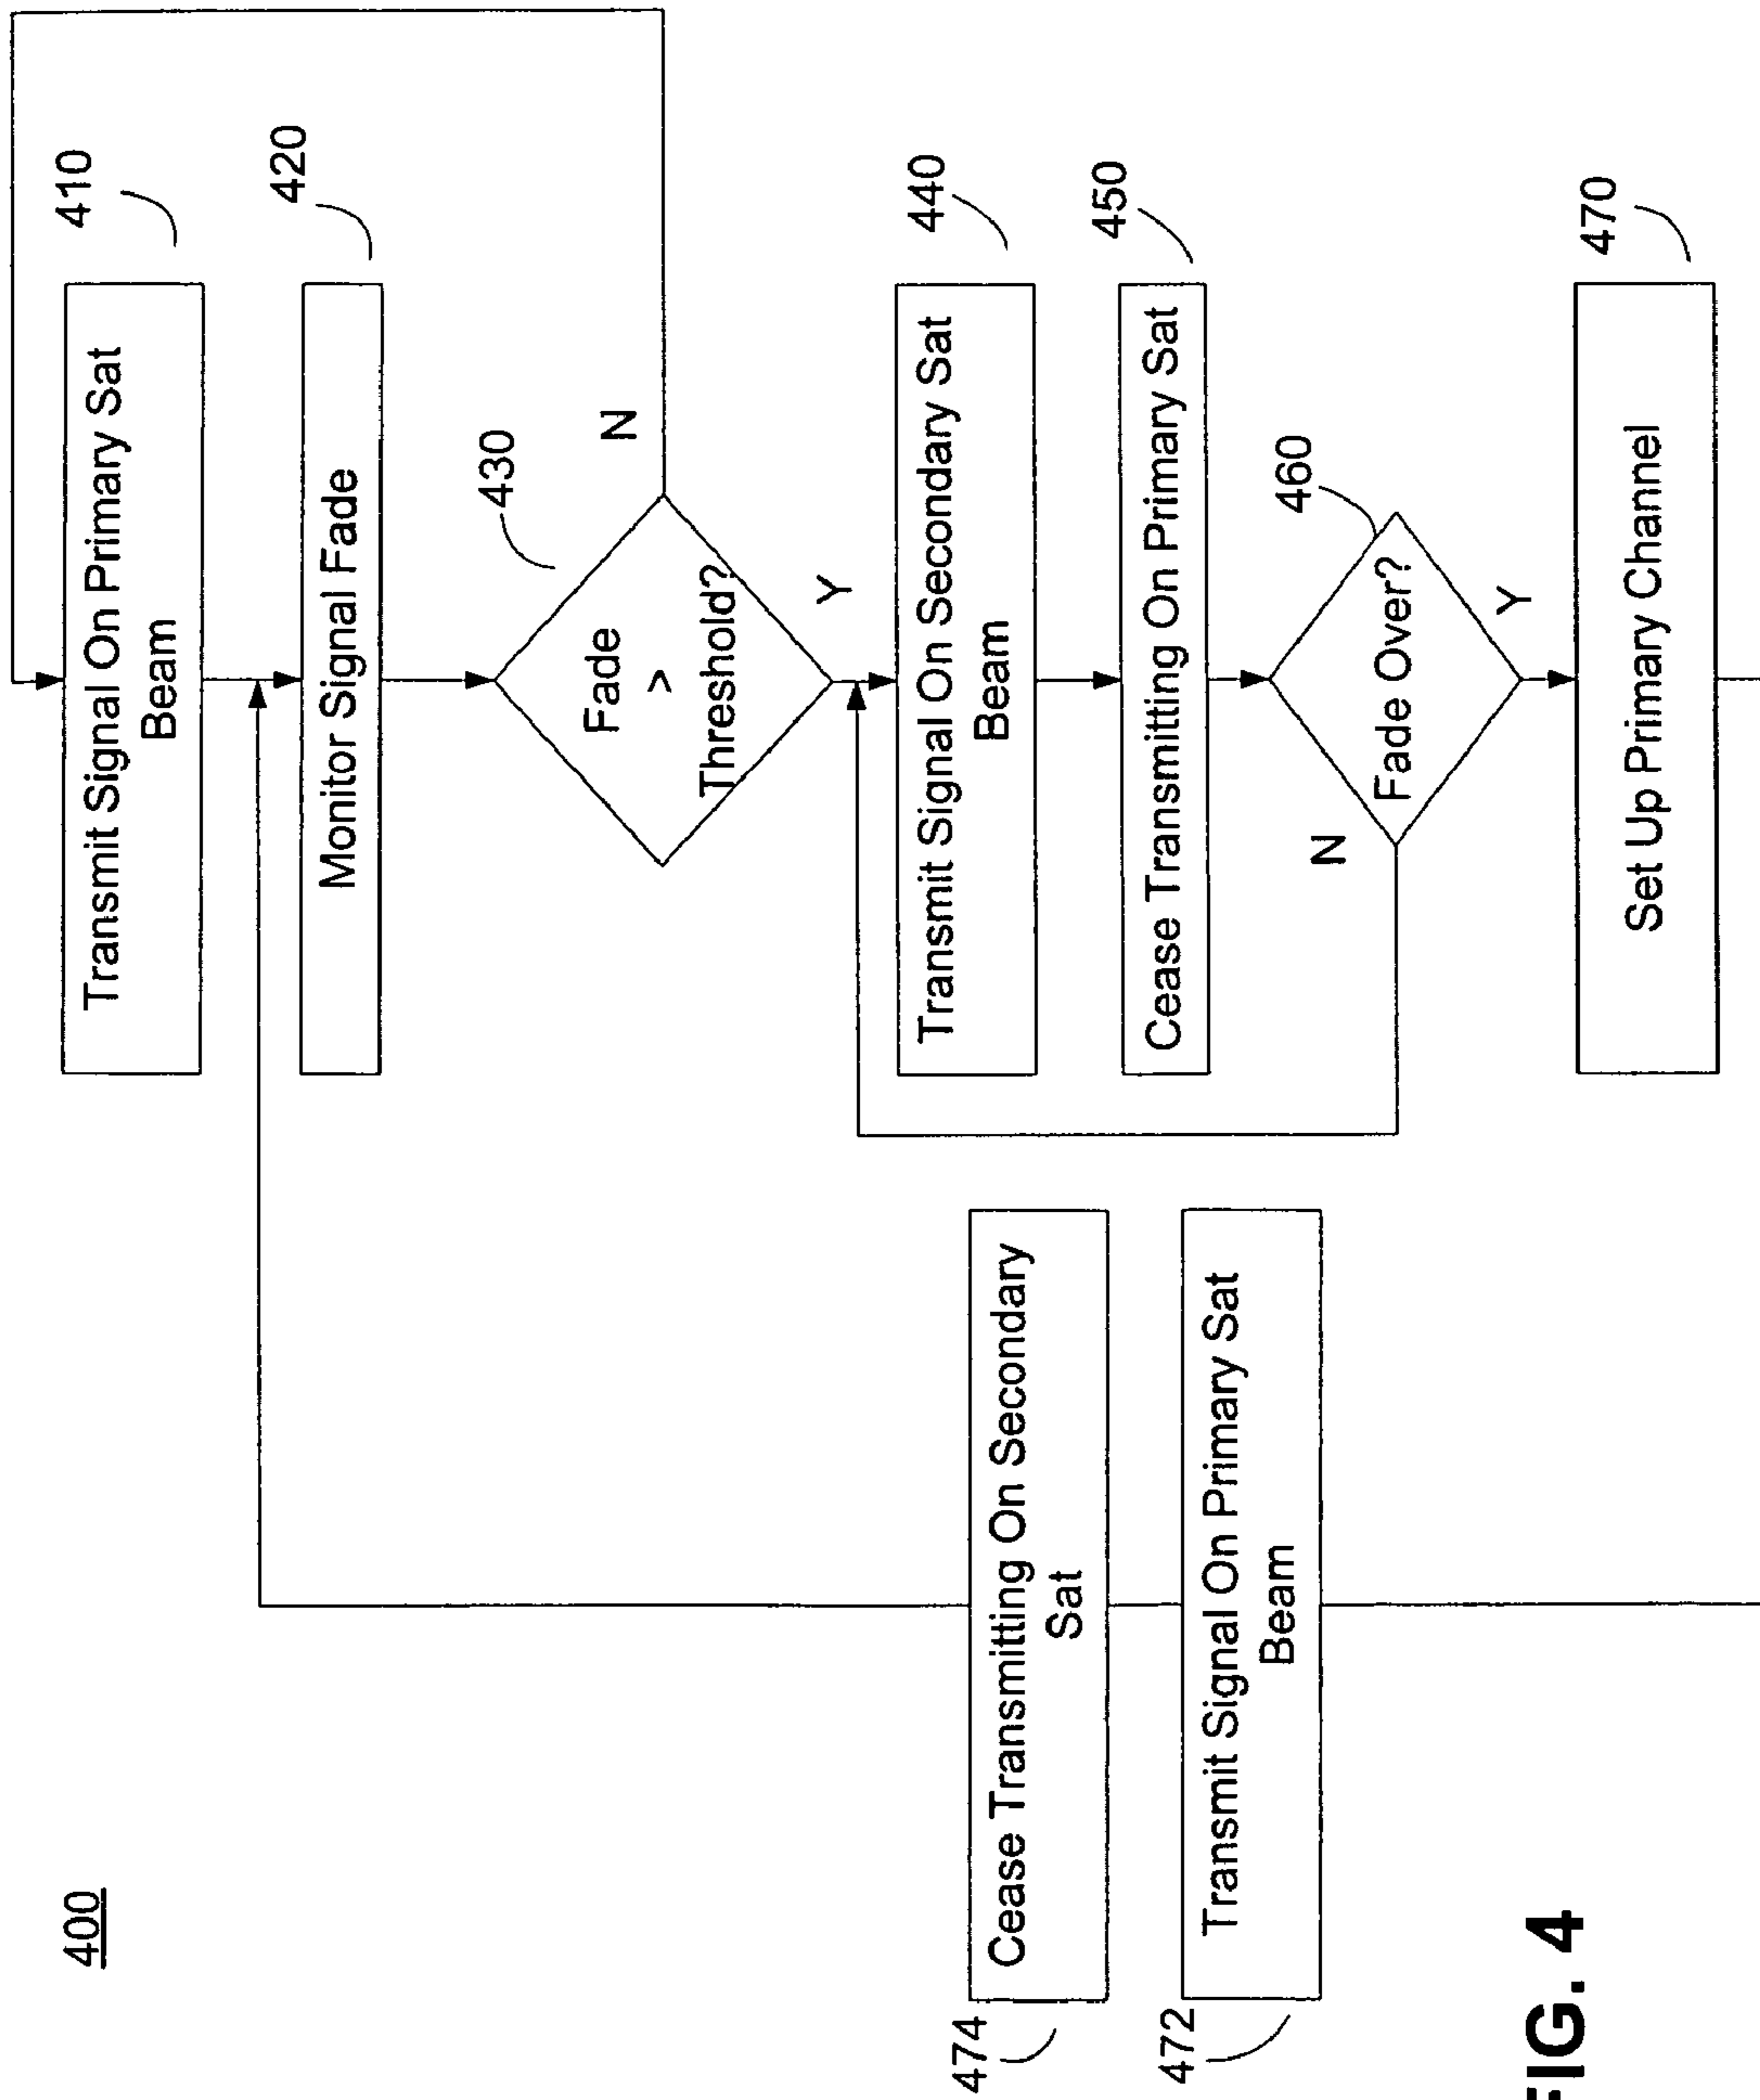 400
410
Transmit Signal On Primary Sat
Beam
420
Monitor Signal Fade
430
Fade
>
Threshold?
N
Y
440
Transmit Signal On Secondary Sat
Beam
450
Cease Transmitting On Primary Sat
460
Fade Over?
N
Y
470
Set Up Primary Channel
474
Cease Transmitting On Secondary
Sat
472
Transmit Signal On Primary Sat
Beam
FIG. 4